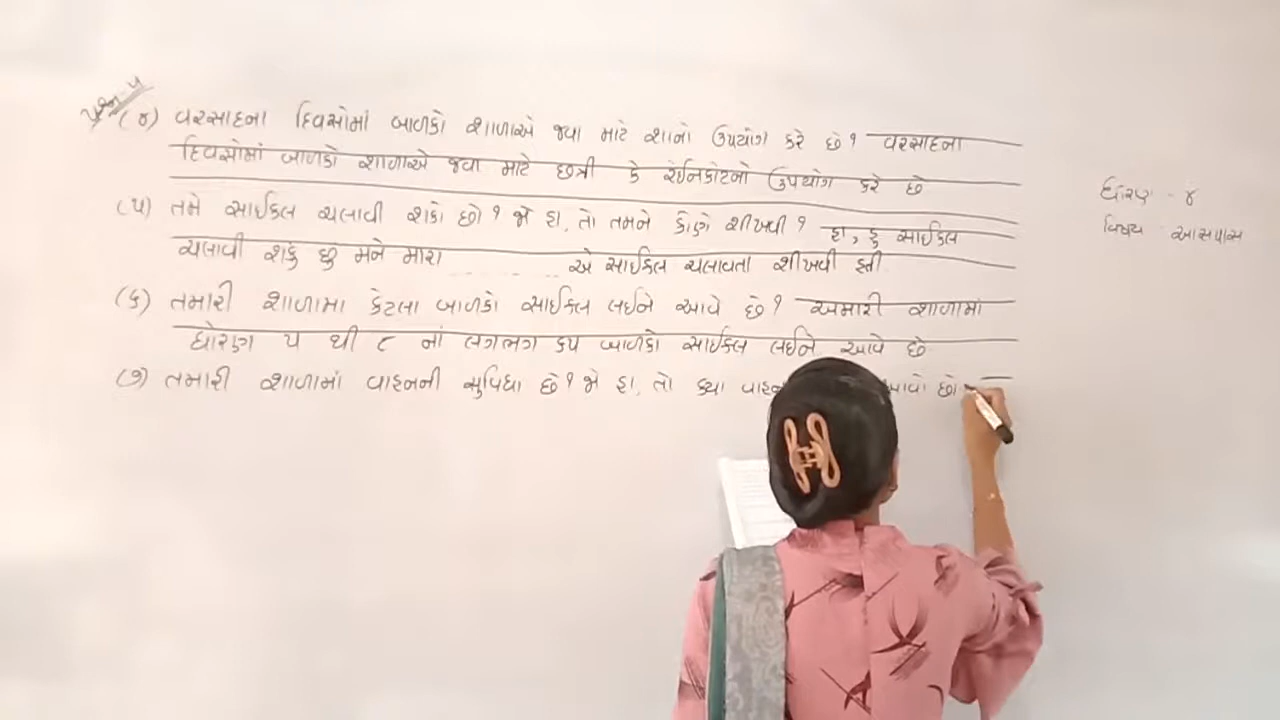 પ્રશ્ન-૫
(૪) વરસાદના દિવસોમાં બાળકો શાળાએ જવા માટે શાનો ઉપયોગ કરે છે? વરસાદના
દિવસોમાં બાળકો શાળાએ જવા માટે છત્રી કે રેઈનકોટનો ઉપયોગ કરે છે
(૫) તમે સાઈકલ ચલાવી શકો છો? જો હા, તો તમને કોણે શીખવી? હા, હુ સાઈકલ
ચલાવી શકુ છુ મને મારા એ સાઈકલ ચલાવતા શીખવી હતી
(૬) તમારી શાળામા કેટલા બાળકો સાઈકલ લઈને આવે છે? અમારી શાળામાં
ધોરણ ૫ થી ૮ નાં લગભગ ૬૫ બાળકો સાઈકલ લઈને આવે છે
(૭) તમારી શાળામાં વાહનની સુવિધા છે? જો હા, તો ક્યા આવો છો
ધોરણ - ૪
વિષય આસપાસ